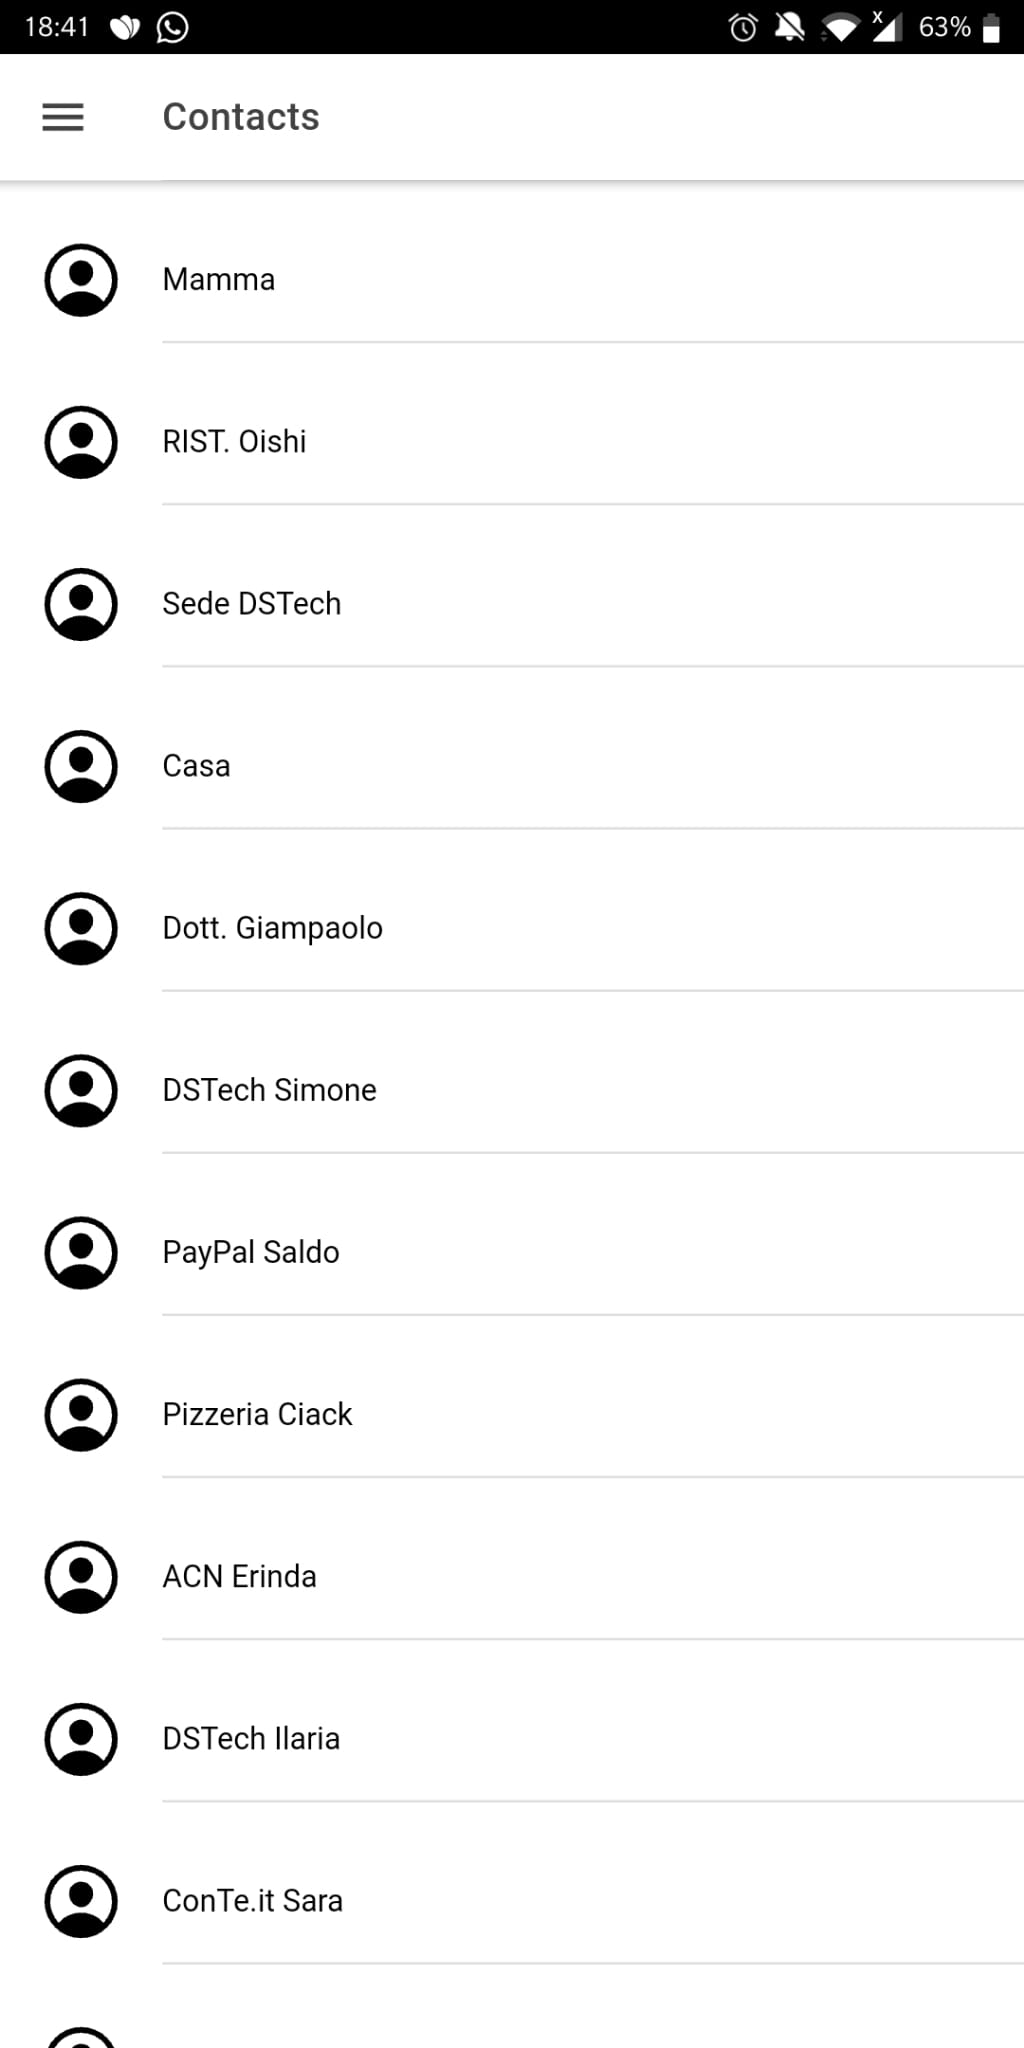 18:41
63%
Contacts
Mamma
RIST. Oishi
Sede DSTech
Casa
Dott. Giampaolo
DSTech Simone
PayPal Saldo
Pizzeria Ciack
ACN Erinda
DSTech Ilaria
ConTe.it Sara